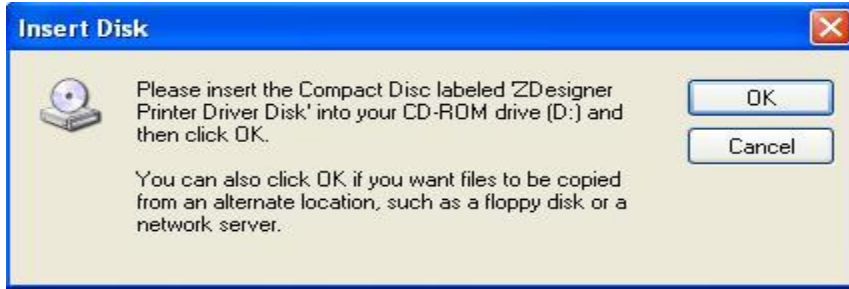 Insert Disk
Please insert the Compact Disc labeled 'ZDesigner
Printer Driver Disk' into your CD-ROM drive (D:) and
then click OK.
You can also click OK if you want files to be copied
from an alternate location, such as a floppy disk or a
network server.
OK
Cancel